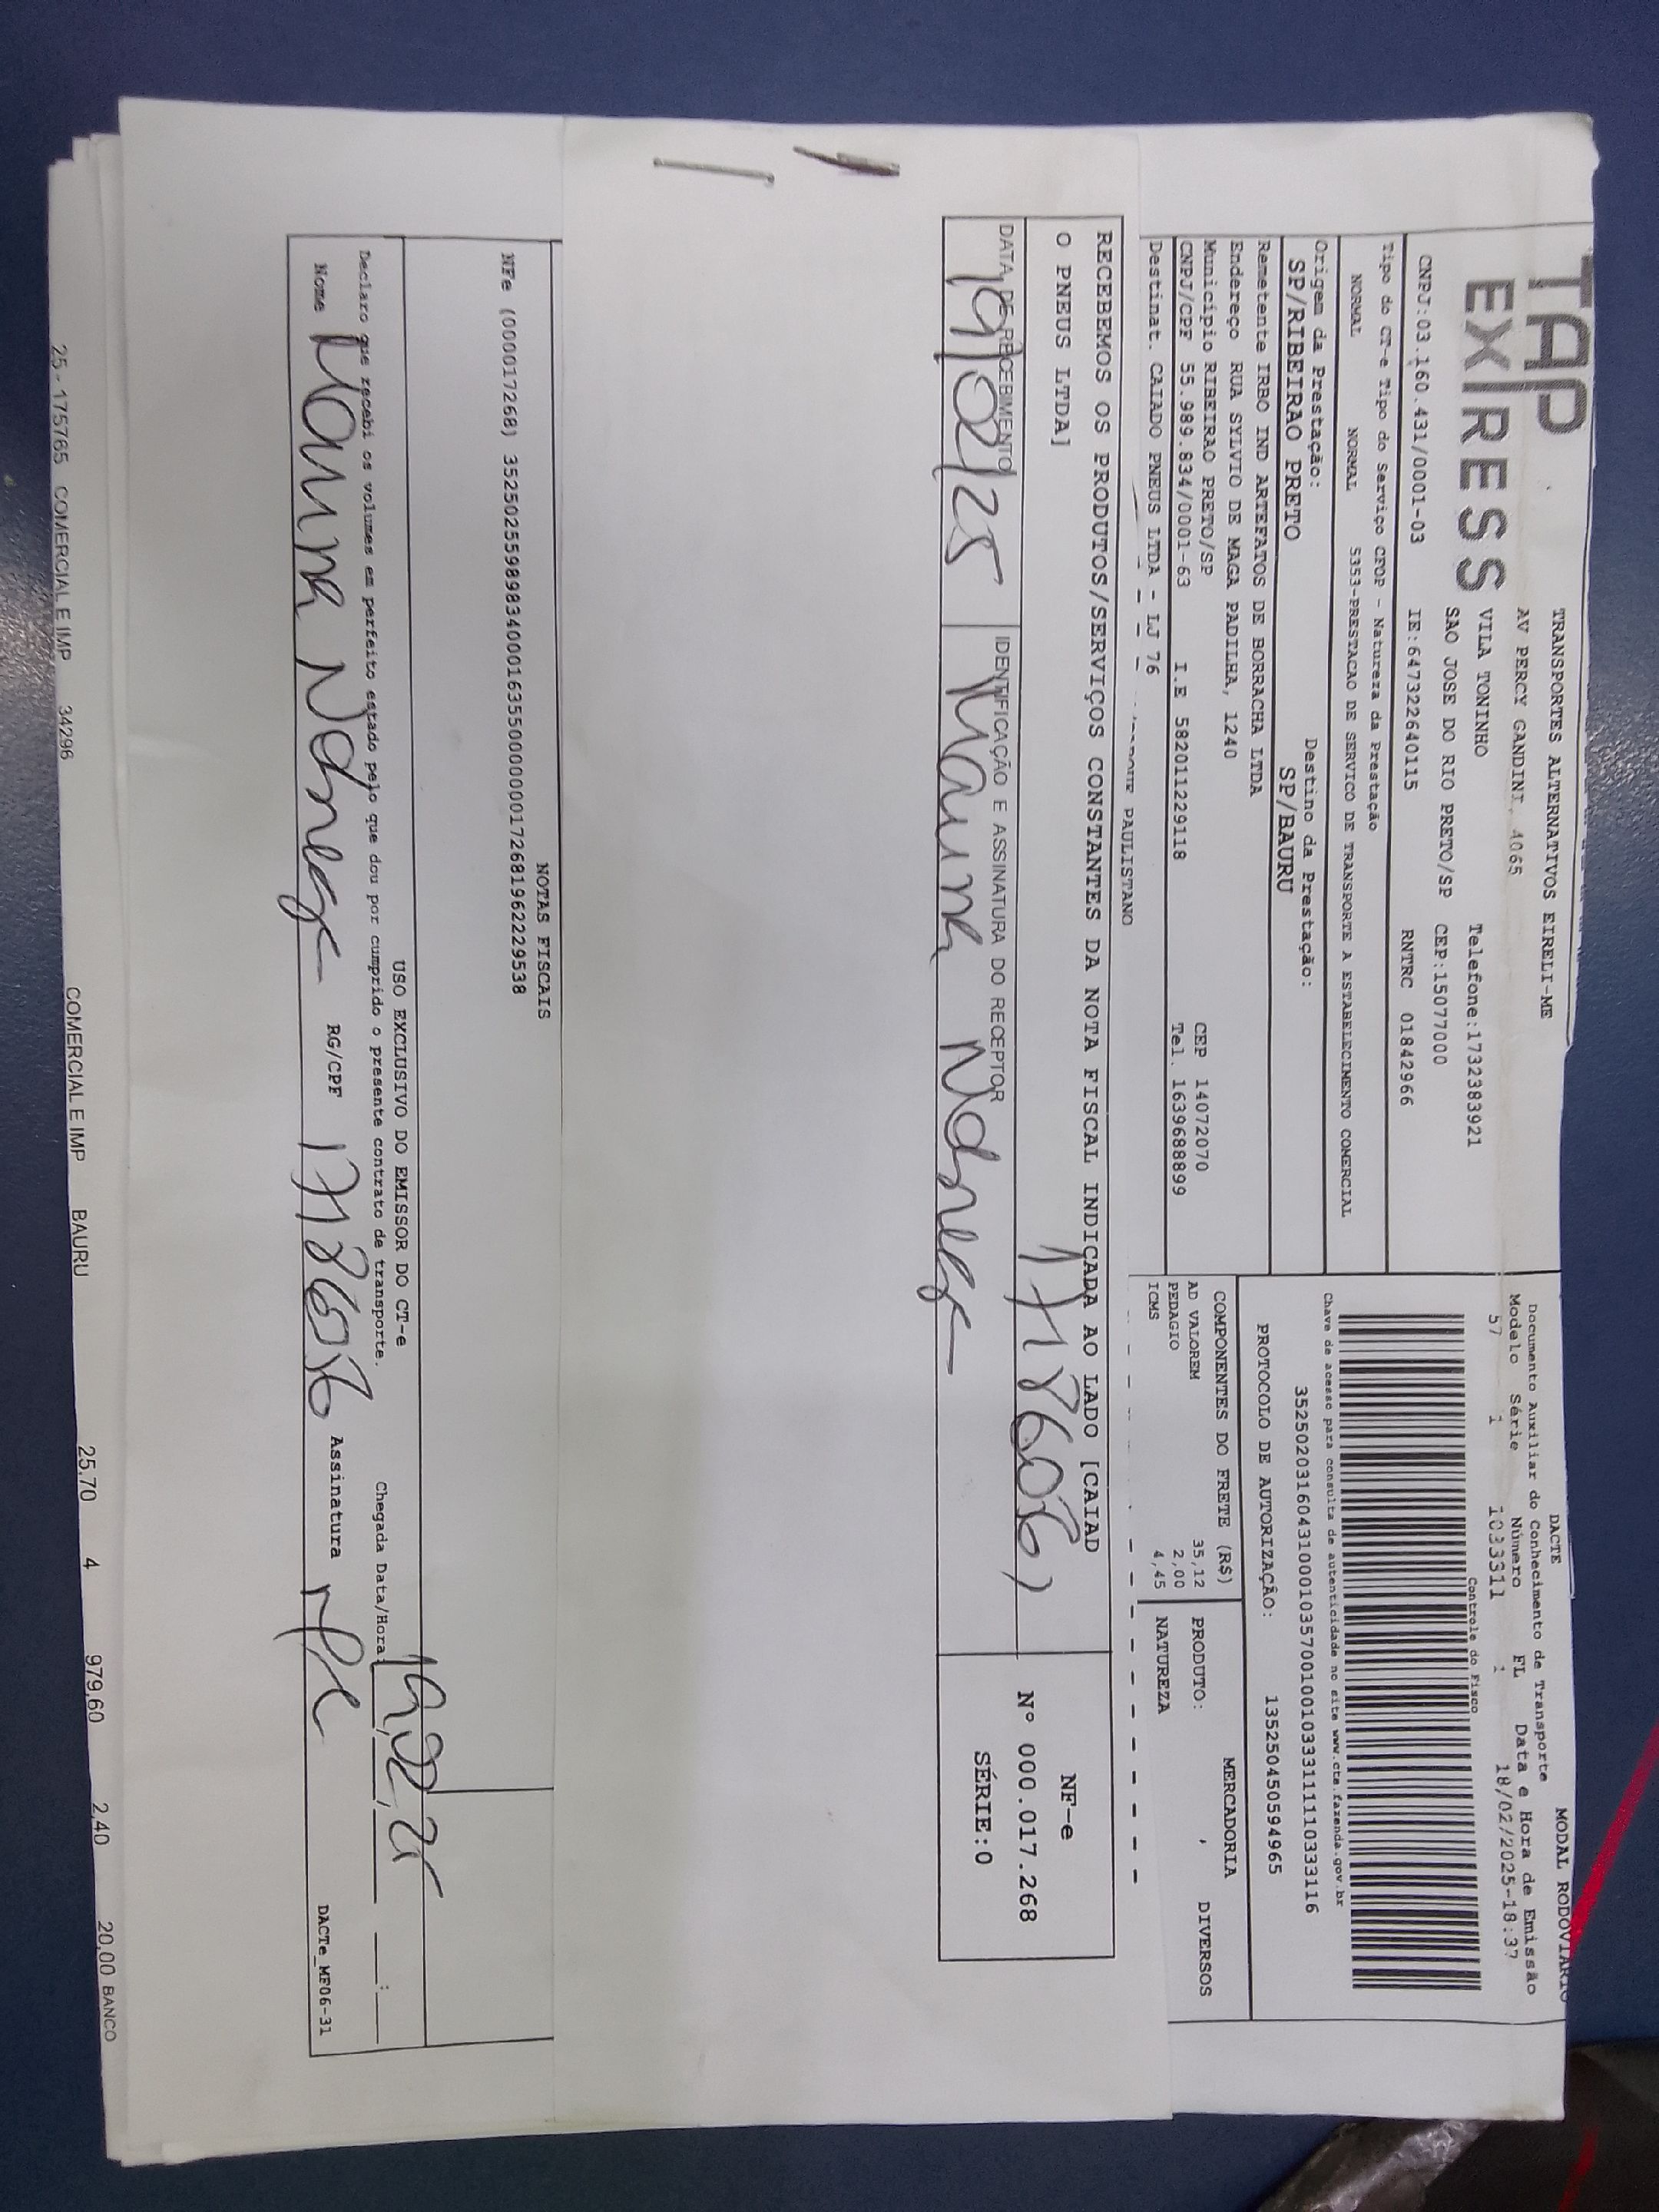 TAP
EX/RESS
TRANSPORTES ALTERNATIVOS EIRELI-ME
AV PERCY GANDINI, 4065
VILA TONINHO Telefone:1732383921
SAO JOSE DO RIO PRETO/SP CEP:15077000
CNPJ:03.160.431/0001-03 IE:647322640115 RNTRC 01842966
Tipo do CT-e Tipo do Serviço CFOP - Natureza da Prestação
NORMAL NORMAL 5353-PRESTACAO DE SERVICO DE TRANSPORTE A ESTABELECIMENTO COMERCIAL
Origem da Prestação: Destino da Prestação:
SP/RIBEIRAO PRETO SP/BAURU
Remetente IRBO IND ARTEFATOS DE BORRACHA LTDA
Endereço RUA SYLVIO DE MAGA PADILHA, 1240
Município RIBEIRAO PRETO/SP CEP 14072070
CNPJ/CPF 55.989.834/0001-63 I.E 582011229118 Tel. 1639688899
Destinat. CAIADO PNEUS LTDA - LJ 76
PAULISTANO
DACTE MODAL RODOVIARIO
Documento Auxiliar do Conhecimento de Transporte
Modelo Série Número FL Data e Hora de Emissão
57 1 1033311 1 18/02/2025-18:37
Controle do Fisco
Chave de acesso para consulta de autenticidade no site www.cte.fazenda.gov.br
35250203160431000103570010010333111103333116
PROTOCOLO DE AUTORIZAÇÃO: 135250450594965
COMPONENTES DO FRETE (R$) MERCADORIA
AD VALOREM 35,12 PRODUTO: , DIVERSOS
PEDAGIO 2,00
ICMS 4,45 NATUREZA
RECEBEMOS OS PRODUTOS/SERVIÇOS CONSTANTES DA NOTA FISCAL INDICADA AO LADO [CAIAD
O PNEUS LTDA]
NF-e
Nº 000.017.268
SÉRIE:0
DATA DE RECEBIMENTO IDENTIFICAÇÃO E ASSINATURA DO RECEPTOR
19/02/25
NOTAS FISCAIS
NFe (000017268) 35250255989834000163550000000172681962229538
USO EXCLUSIVO DO EMISSOR DO CT-e
Declaro que recebi os volumes em perfeito estado pelo que dou por cumprido o presente contrato de transporte. Chegada Data/Hora: 19,02,25
Nome RG/CPF Assinatura DACTe_MF06-31
25-175765 COMERCIAL E IMP 34296 COMERCIAL E IMP BAURU 25,70 4 979,60 2,40 20,00 BANCO